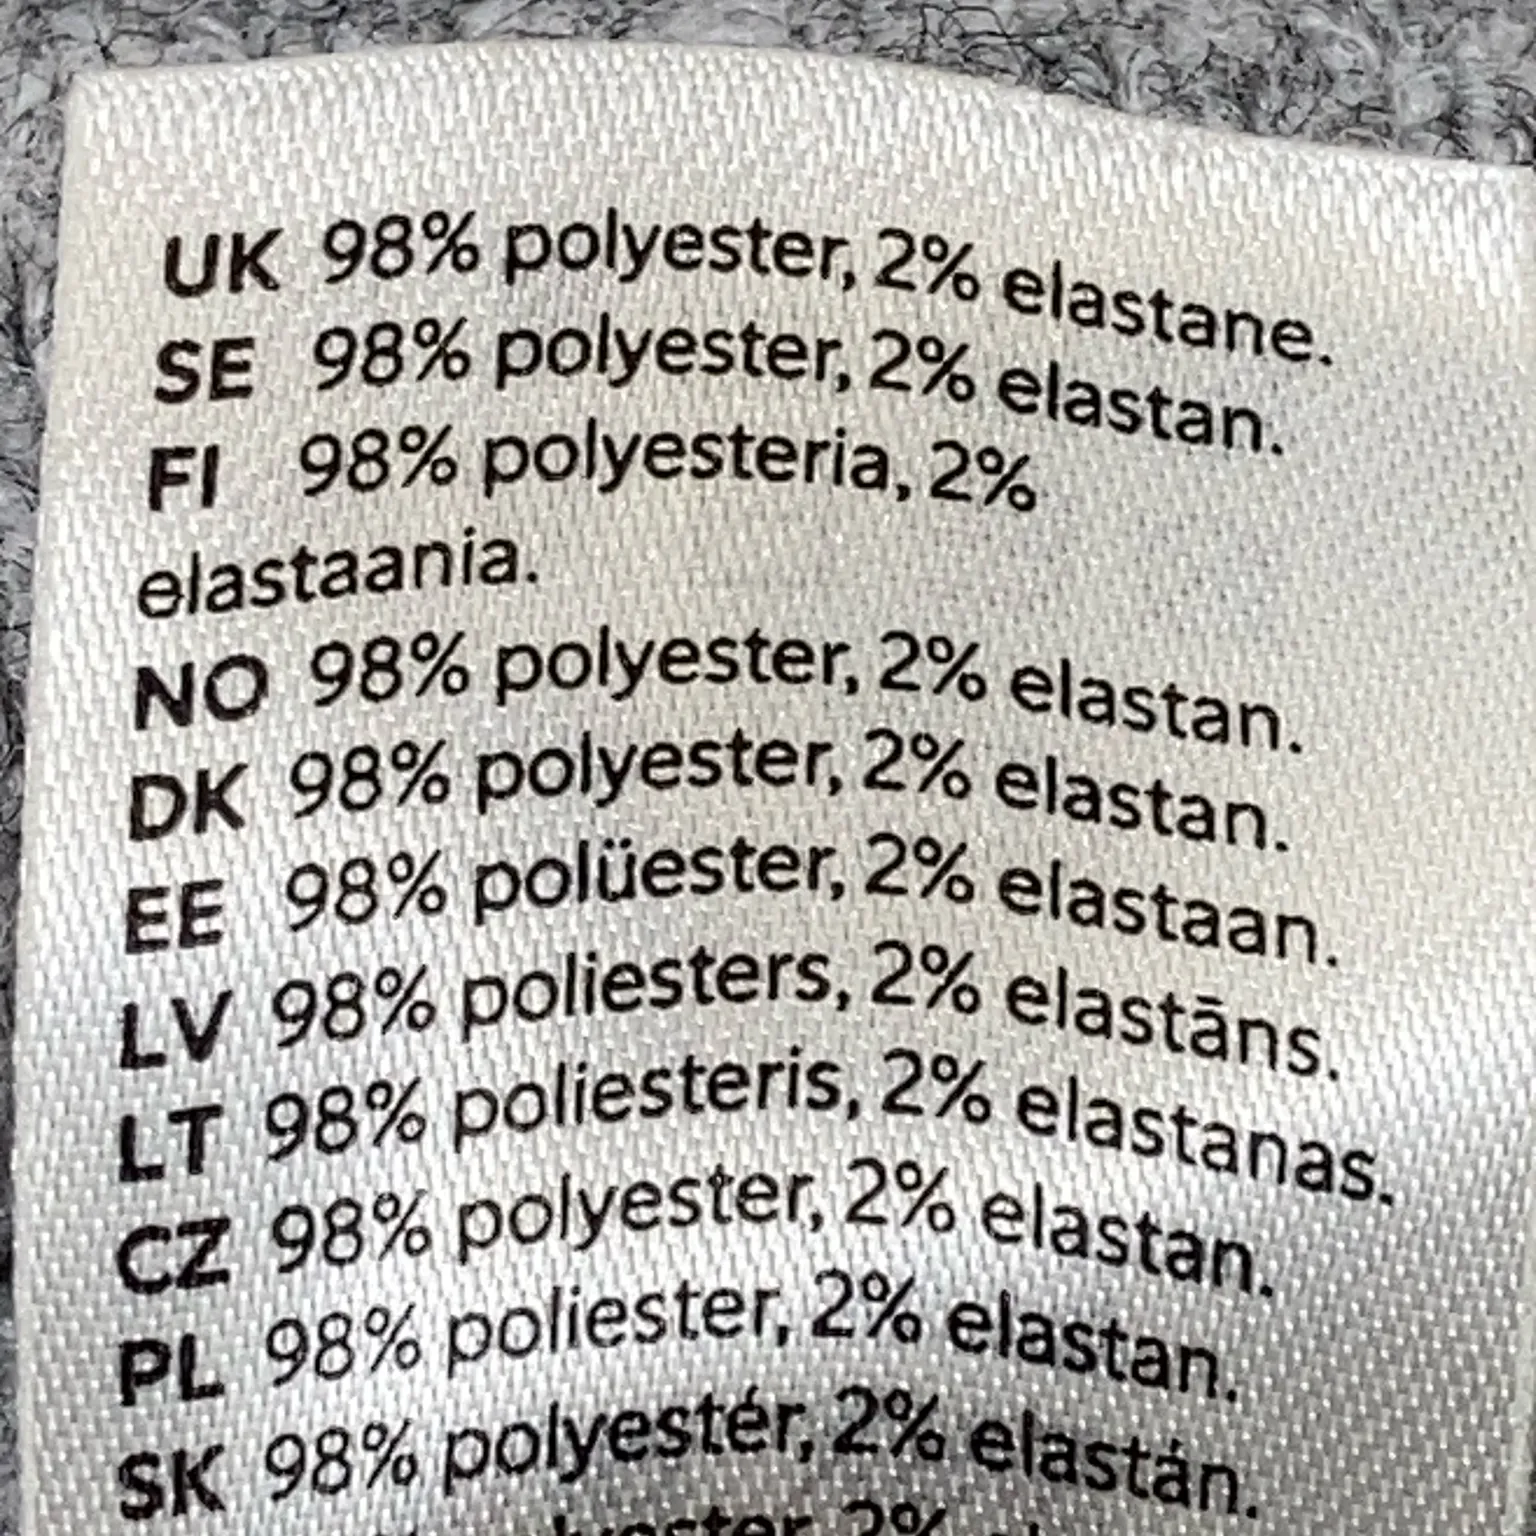 UK 98% polyester, 2% elastane.
SE 98% polyester, 2% elastan.
FI 98% polyesteria, 2%
elastaania.
NO 98% polyester, 2% elastan.
DK 98% polyester, 2% elastan.
EE 98% polüester, 2% elastaan.
LV 98% poliesters, 2% elastāns.
LT 98% poliesteris, 2% elastanas.
CZ 98% polyester, 2% elastan.
PL 98% poliester, 2% elastan.
SK 98% polyestér, 2% elastán.
2%